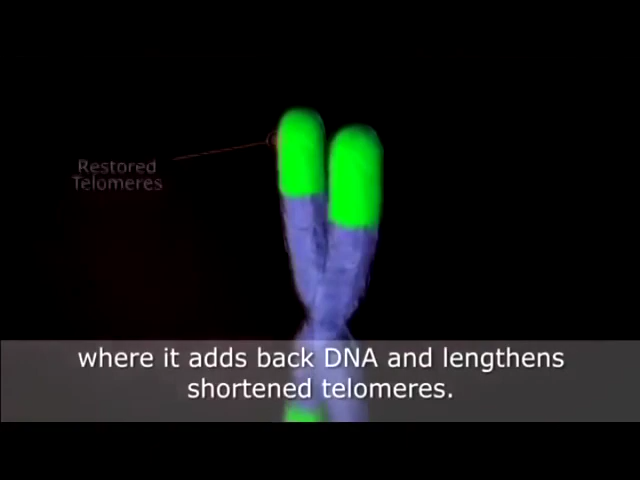 Restored
Telomeres
where it adds back DNA and lengthens
shortened telomeres.